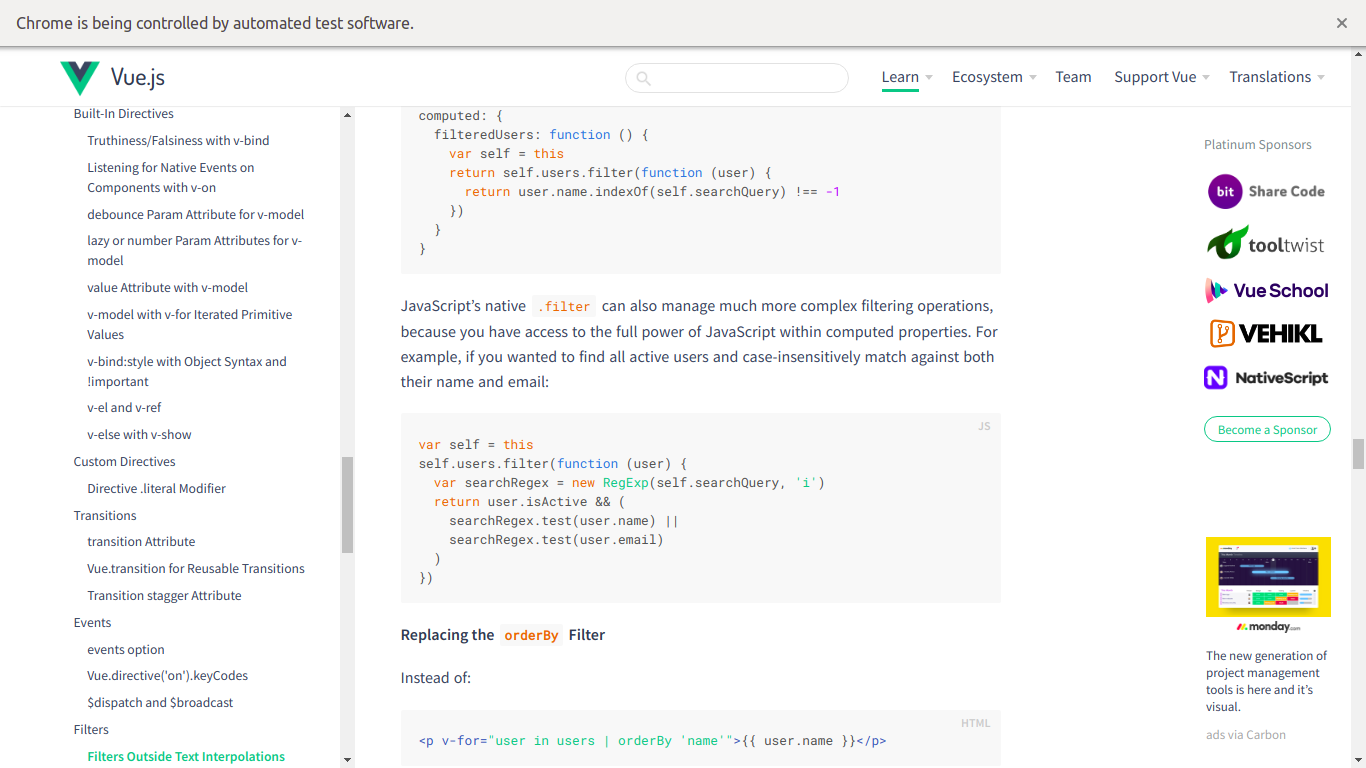 Chrome is being controlled by automated test software.
Vue.js
Learn
Ecosystem
Team
Support Vue
Translations
Built-In Directives
Truthiness/Falsiness with v-bind
Listening for Native Events on
Components with v-on
debounce Param Attribute for v-model
lazy or number Param Attributes for v-
model
value Attribute with v-model
v-model with v-for Iterated Primitive
Values
v-bind:style with Object Syntax and
!important
v-el and v-ref
v-else with v-show
Custom Directives
Directive .literal Modifier
Transitions
transition Attribute
Vue.transition for Reusable Transitions
Transition stagger Attribute
Events
events option
Vue.directive('on').keyCodes
$dispatch and $broadcast
Filters
Filters Outside Text Interpolations
computed: {
filteredUsers: function () {
var self = this
return self.users.filter(function (user) {
return user.name.indexOf(self.searchQuery) !== -1
})
}
}
JavaScript’s native .filter can also manage much more complex filtering operations,
because you have access to the full power of JavaScript within computed properties. For
example, if you wanted to find all active users and case-insensitively match against both
their name and email:
JS
var self = this
self.users.filter(function (user) {
var searchRegex = new RegExp(self.searchQuery, 'i')
return user.isActive && (
searchRegex.test(user.name) ||
searchRegex.test(user.email)
)
})
Replacing the orderBy Filter
Instead of:
HTML
<p v-for="user in users | orderBy 'name'">{{ user.name }}</p>
Platinum Sponsors
bit Share Code
tooltwist
Vue School
VEHIKL
NativeScript
Become a Sponsor
monday.com
The new generation of
project management
tools is here and it’s
visual.
ads via Carbon